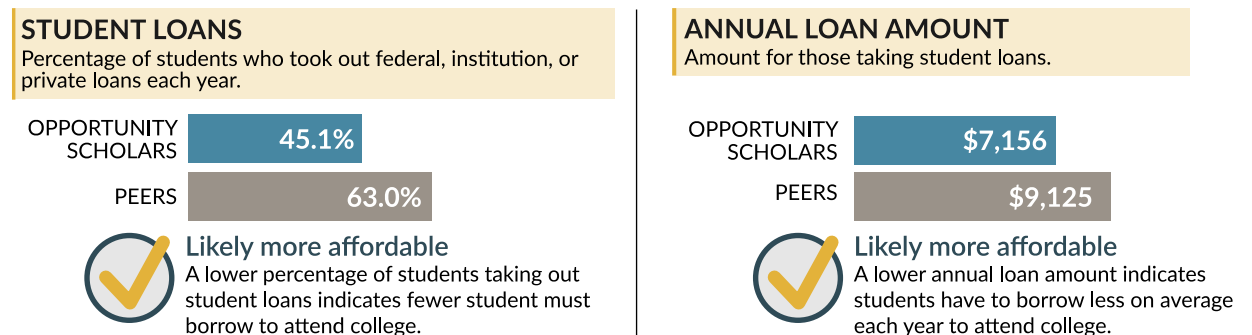 STUDENT LOANS
Percentage of students who took out federal, institution, or
private loans each year.
OPPORTUNITY
SCHOLARS
45.1%
PEERS
63.0%
Likely more affordable
A lower percentage of students taking out
student loans indicates fewer student must
borrow to attend college.
ANNUAL LOAN AMOUNT
Amount for those taking student loans.
OPPORTUNITY
SCHOLARS
$7,156
PEERS
$9,125
Likely more affordable
A lower annual loan amount indicates
students have to borrow less on average
each year to attend college.